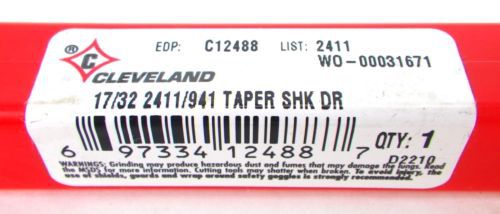 EDP: C12488 LIST: 2411
WO-00031671
® C
CLEVELAND
17/32 2411/941 TAPER SHK DR
6 97334 12488 7
QTY: 1
D2210
WARNINGS: Grinding may produce hazardous dust and fumes that may damage the lungs. Read
the MSDS for more information. Cutting tools may shatter when broken. To avoid injury, the
use of shields, guards and wrap around safety goggles is strongly recommended.